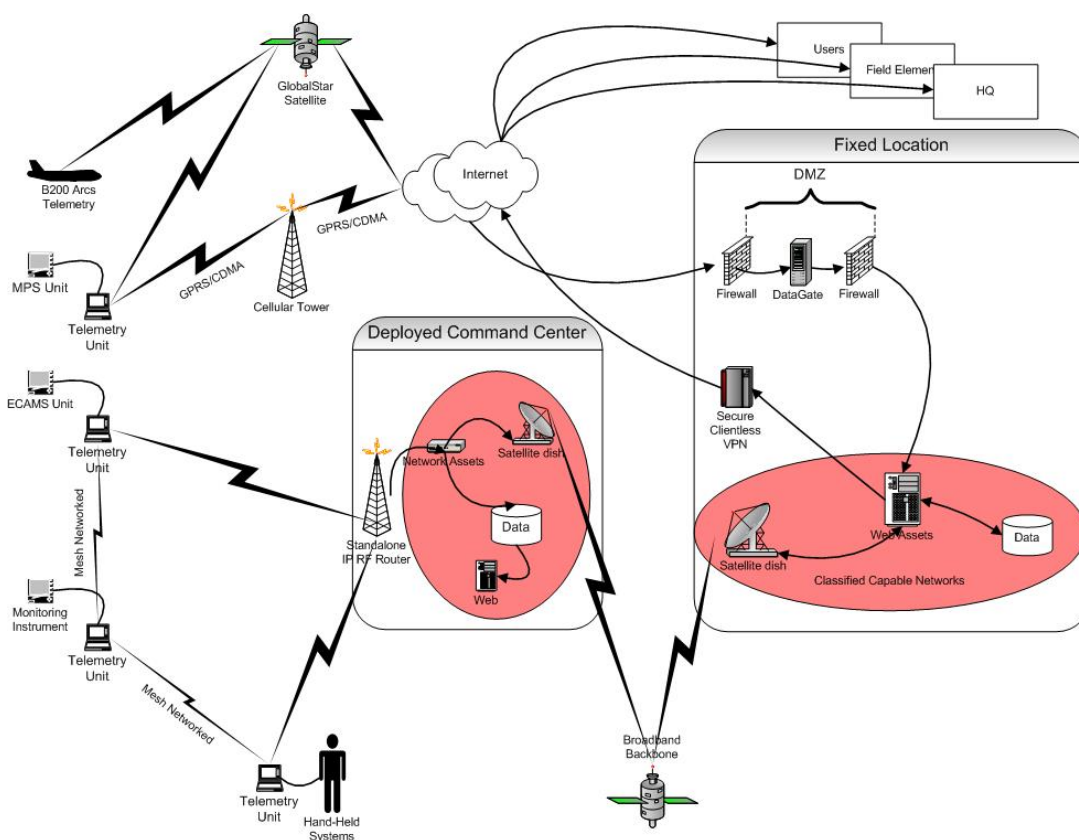 GlobalStar
Satellite
Users
Field Elemen
HQ
B200 Arcs
Telemetry
Internet
GPRS/CDMA
GPRS/CDMA
Cellular Tower
MPS Unit
Telemetry
Unit
Fixed Location
DMZ
Firewall
DataGate
Firewall
Secure
Clientless
VPN
Web Assets
Satellite dish
Data
Classified Capable Networks
Deployed Command Center
Network Assets
Satellite dish
Standalone
IP RF Router
Data
Web
ECAMS Unit
Telemetry
Unit
Mesh Networked
Monitoring
Instrument
Telemetry
Unit
Mesh Networked
Telemetry
Unit
Hand-Held
Systems
Broadband
Backbone